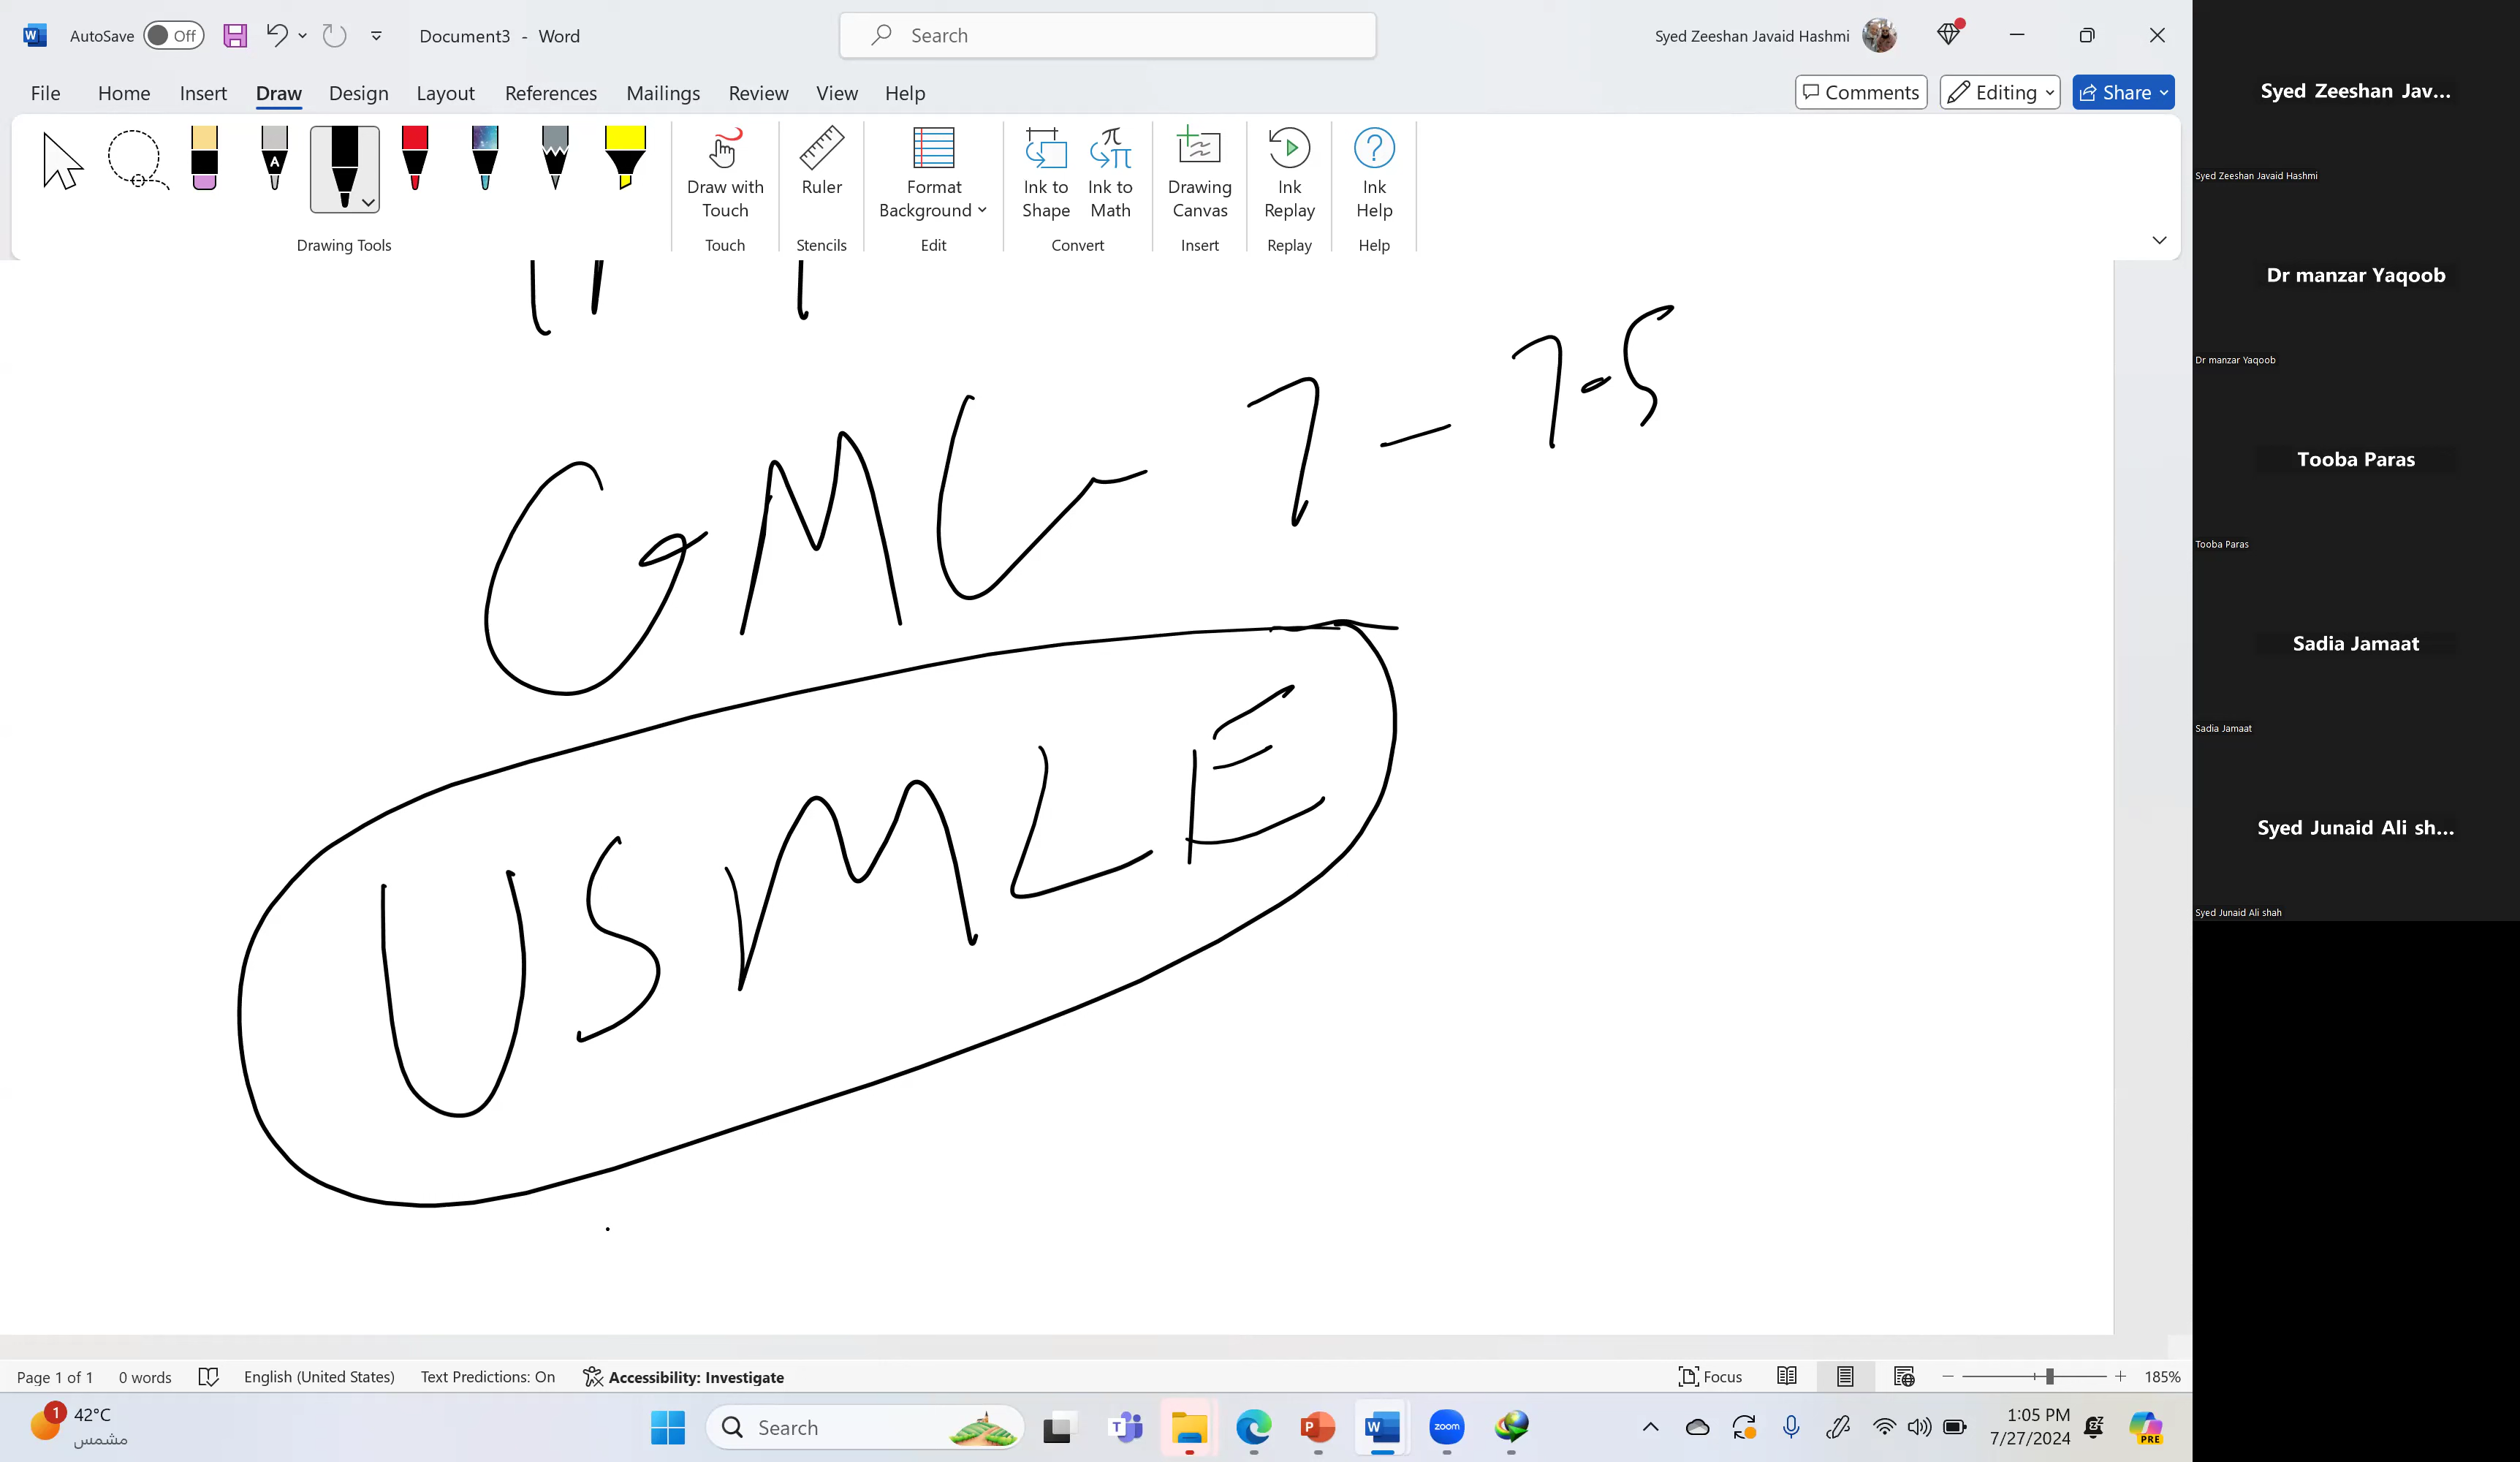 AutoSave Off Document3 - Word Search Syed Zeeshan Javaid Hashmi
File Home Insert Draw Design Layout References Mailings Review View Help Comments Editing Share
A
Draw with Touch Ruler Format Background Ink to Shape Ink to Math Drawing Canvas Ink Replay Ink Help
Drawing Tools Touch Stencils Edit Convert Insert Replay Help
GMC 7 - 7.5
USMLE
Syed Zeeshan Jav...
Syed Zeeshan Javaid Hashmi
Dr manzar Yaqoob
Dr manzar Yaqoob
Tooba Paras
Tooba Paras
Sadia Jamaat
Sadia Jamaat
Syed Junaid Ali sh...
Syed Junaid Ali shah
Page 1 of 1 0 words English (United States) Text Predictions: On Accessibility: Investigate Focus 185%
1 42°C
مشمس
Search
T P W zoom
1:05 PM
7/27/2024
PRE